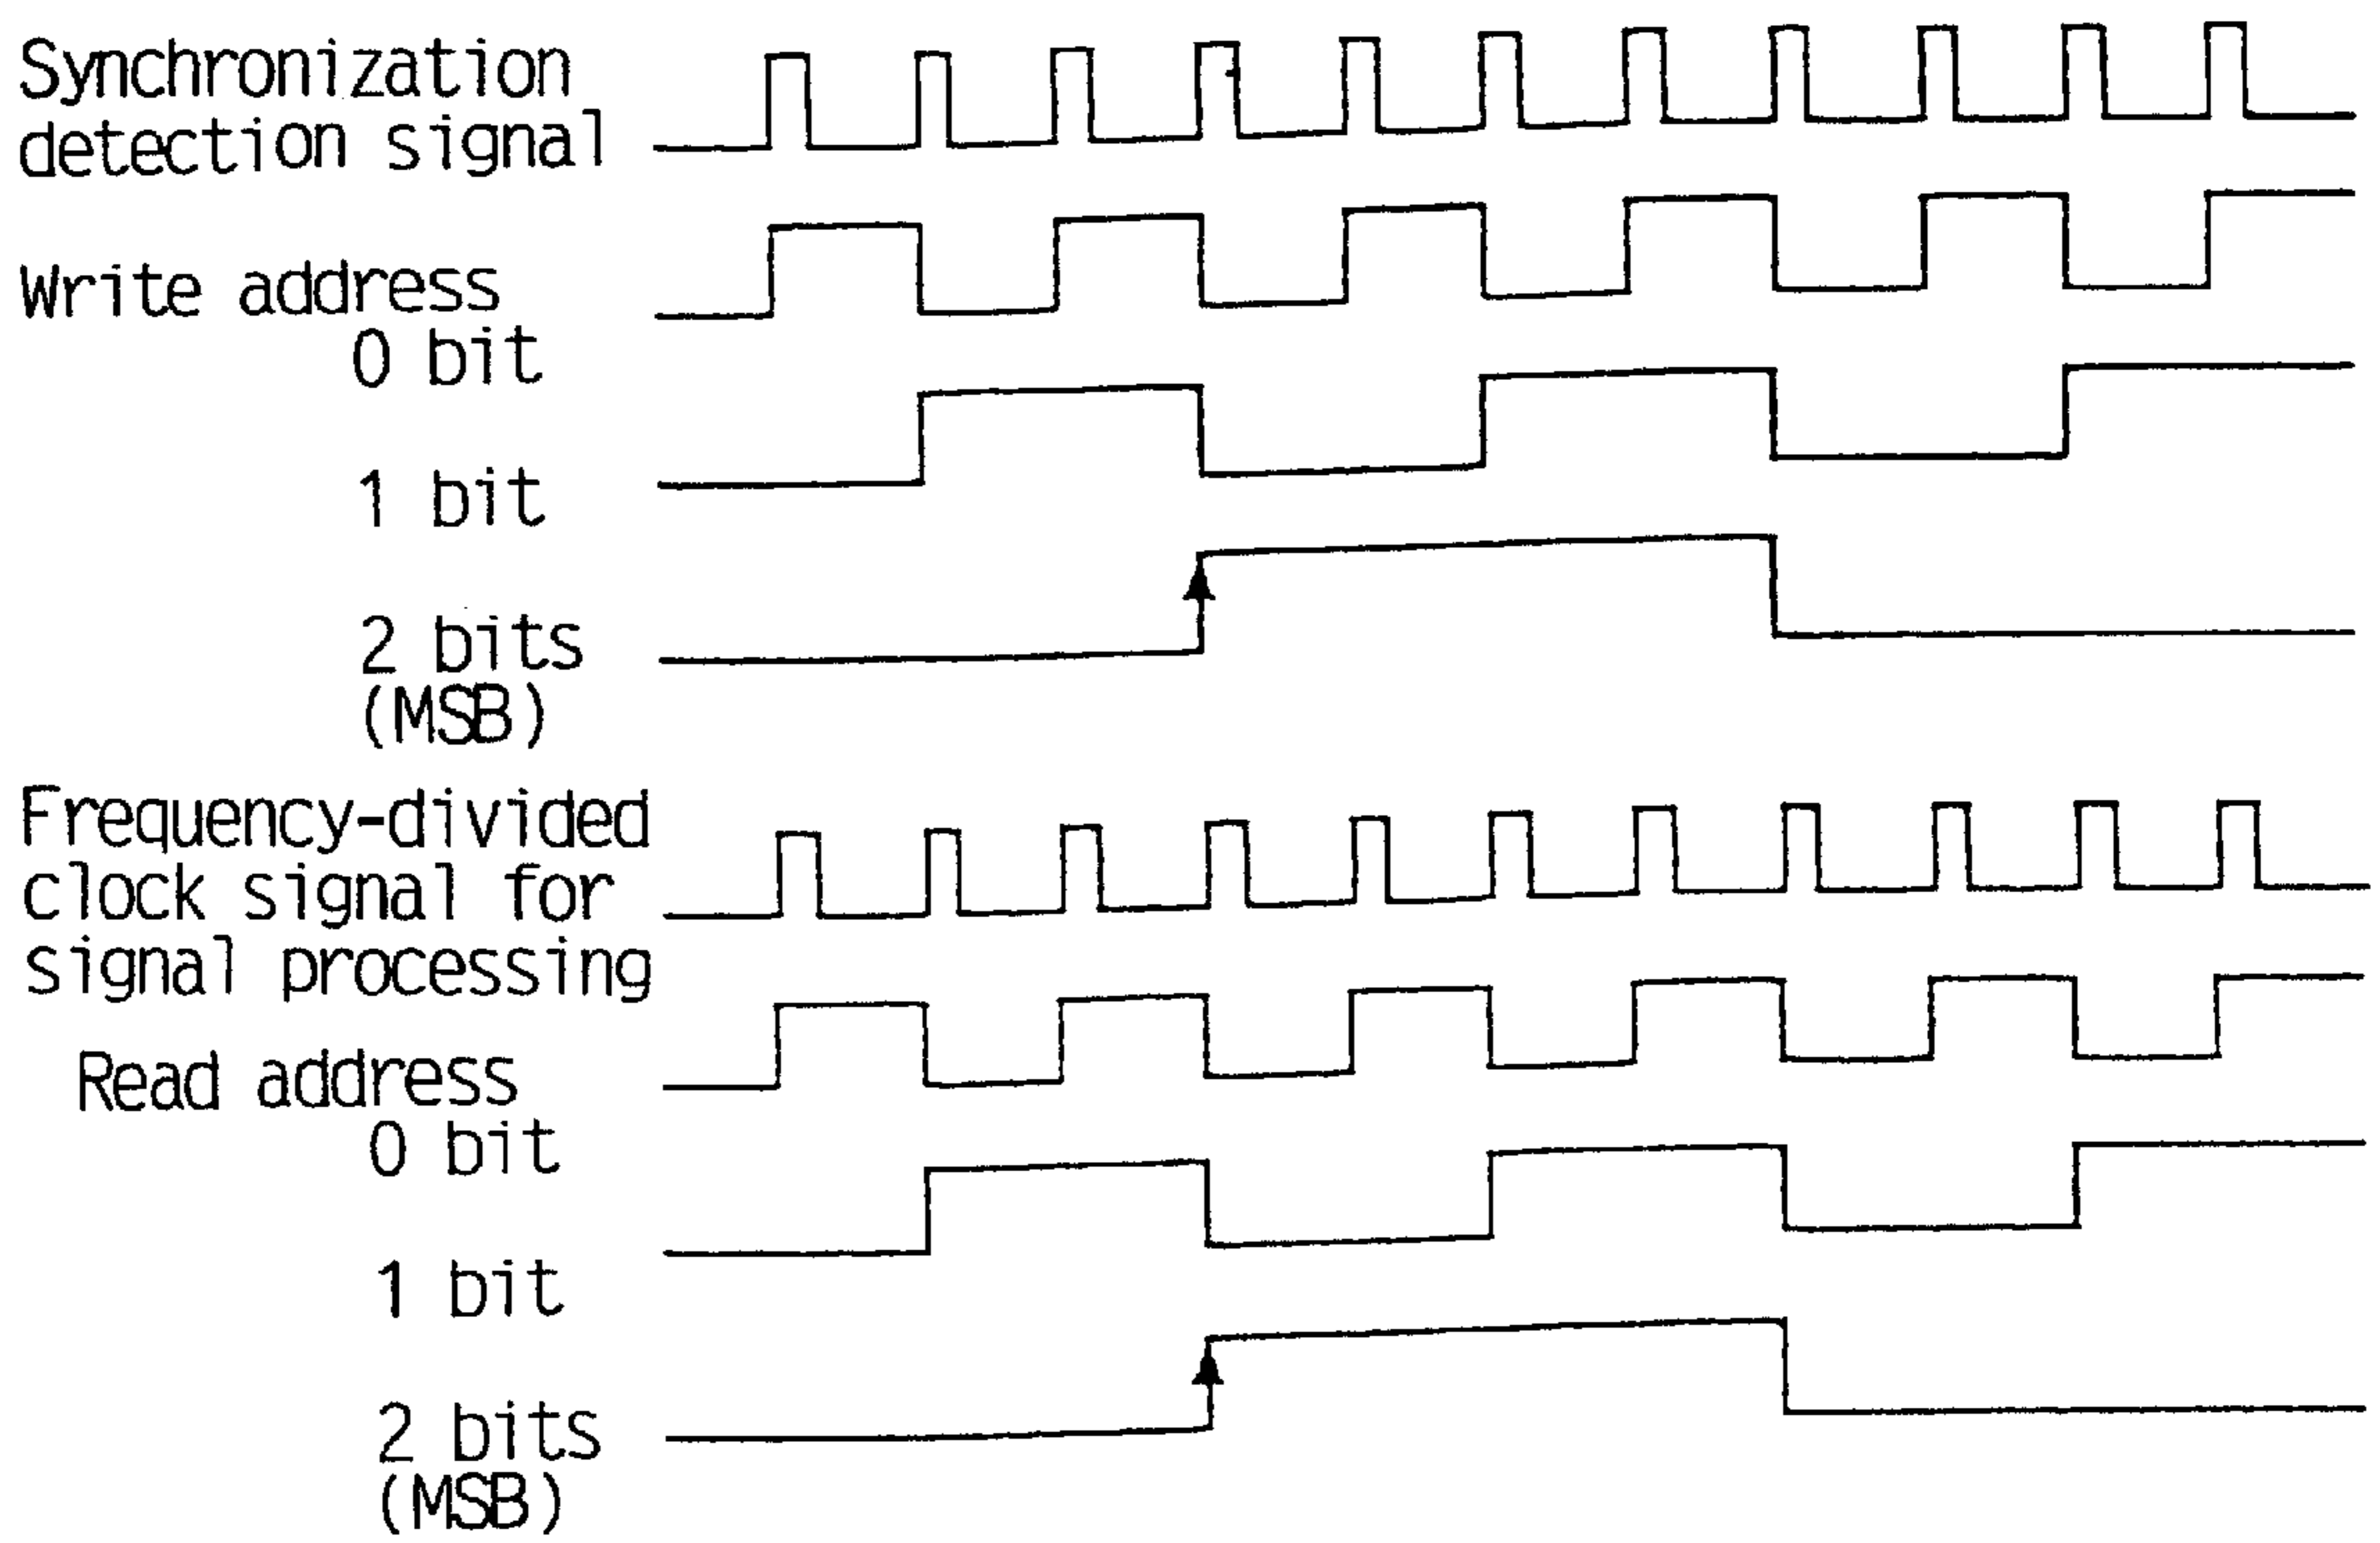 Synchronization
detection signal
Write address
0 bit
1 bit
2 bits
(MSB)
Frequency-divided
clock signal for
signal processing
Read address
0 bit
1 bit
2 bits
(MSB)